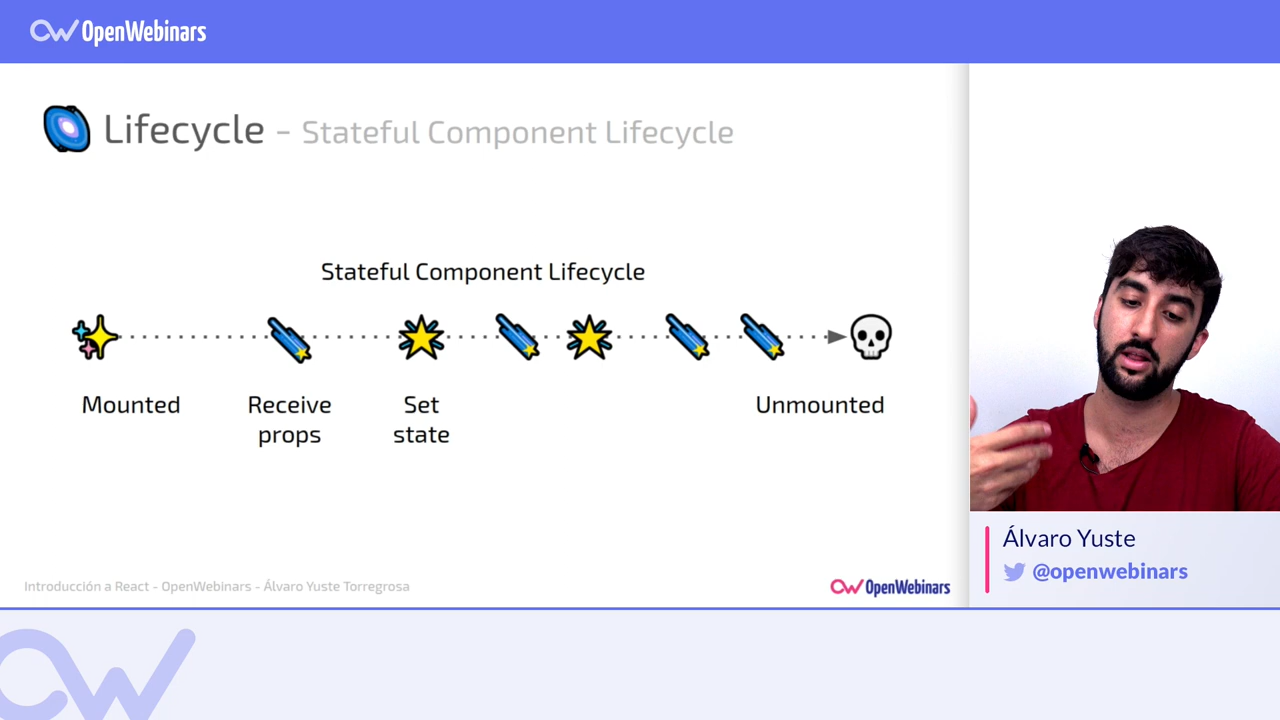 OpenWebinars
Lifecycle - Stateful Component Lifecycle
Stateful Component Lifecycle
Mounted
Receive
props
Set
state
Unmounted
Introducción a React - OpenWebinars - Álvaro Yuste Torregrosa
OpenWebinars
Álvaro Yuste
@openwebinars